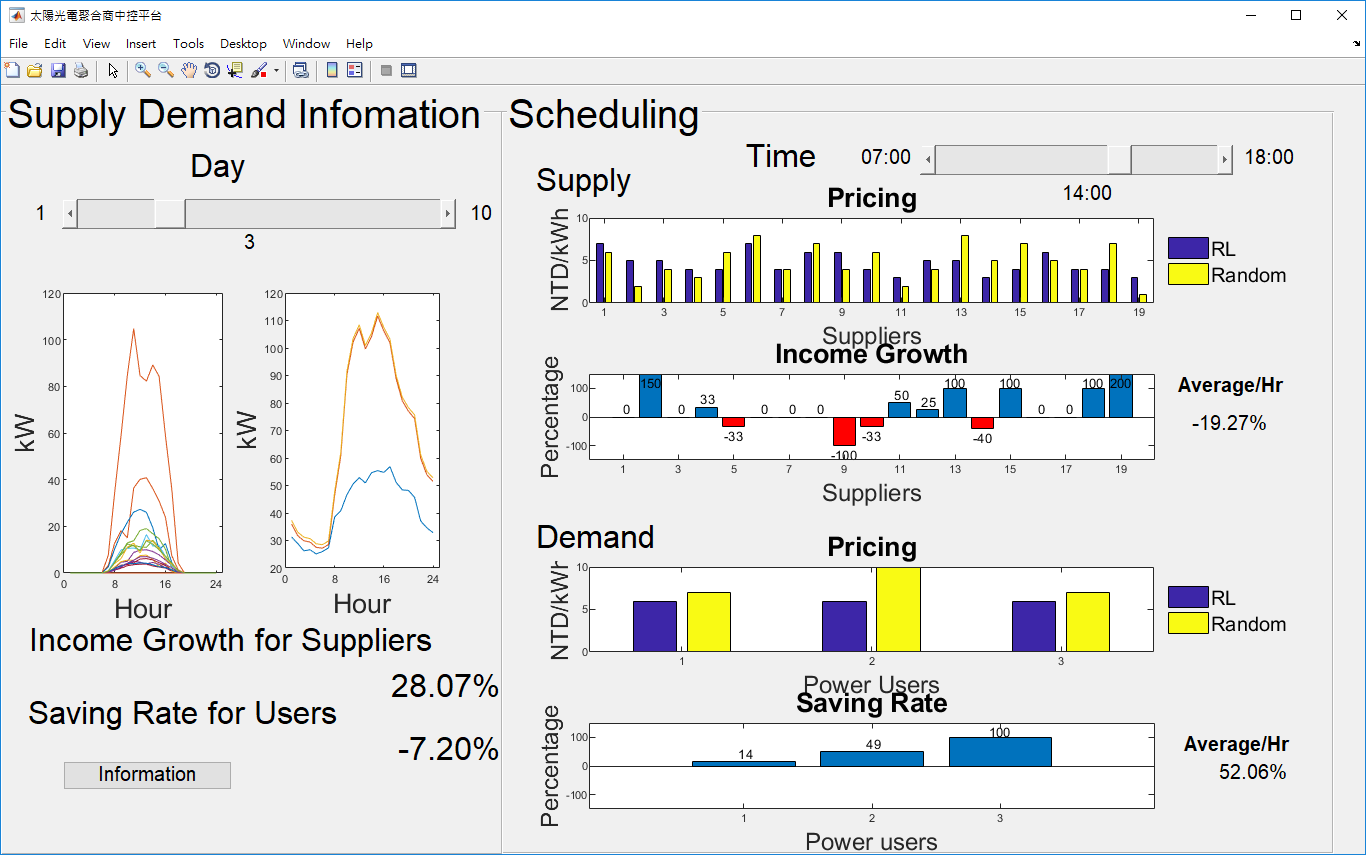 太陽光電聚合商中控平台
File Edit View Insert Tools Desktop Window Help
Supply Demand Infomation
Day
1 10
3
120
100
80
60
40
20
0
kW
0 8 16 24
Hour
120
110
100
90
80
70
60
50
40
30
20
kW
0 8 16 24
Hour
Income Growth for Suppliers
28.07%
Saving Rate for Users
-7.20%
Information
Scheduling
Time 07:00 18:00
14:00
Supply
Pricing
NTD/kWh
10
5
0
1 3 5 7 9 11 13 15 17 19
Suppliers
RL
Random
Income Growth
Percentage
100
0
-100
0 150 0 33 -33 0 0 0 -100 -33 50 25 100 -40 100 0 0 100 200
1 3 5 7 9 11 13 15 17 19
Suppliers
Average/Hr
-19.27%
Demand
Pricing
NTD/kWh
10
5
0
1 2 3
Power Users
RL
Random
Saving Rate
Percentage
100
0
-100
14 49 100
1 2 3
Power users
Average/Hr
52.06%